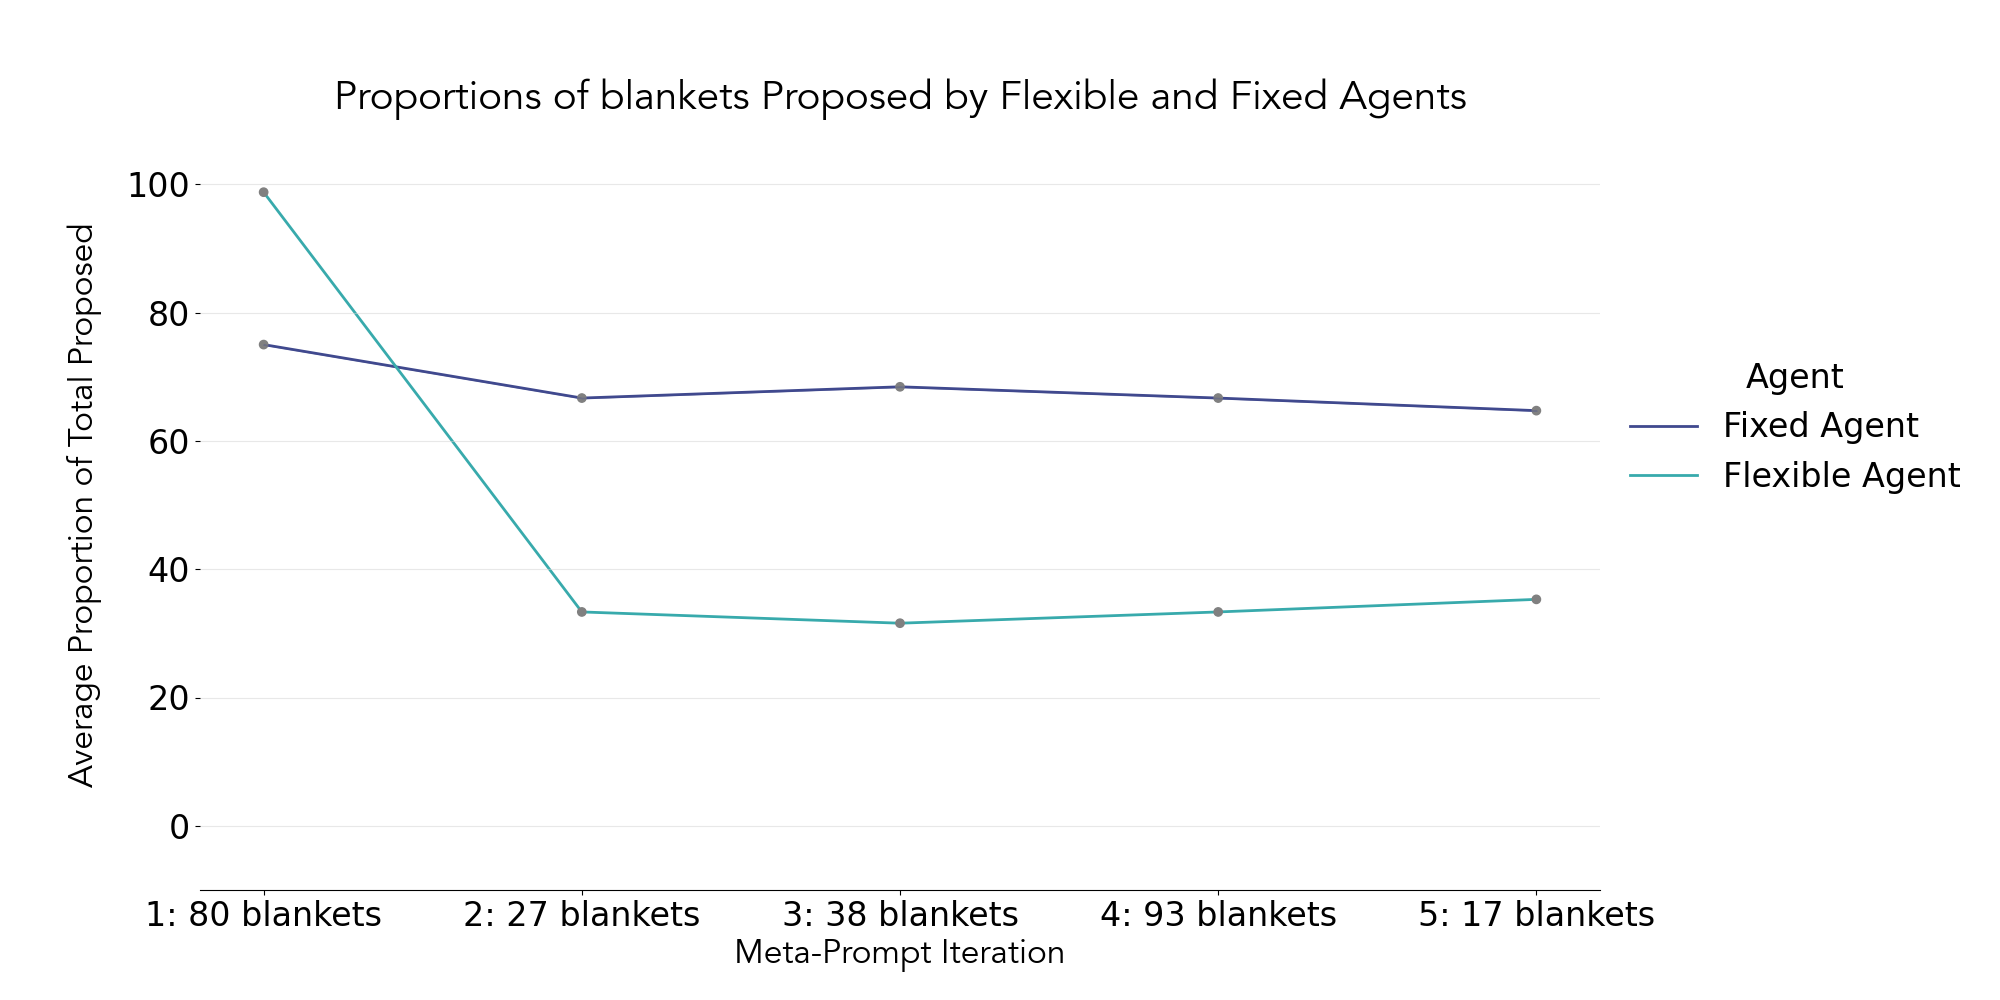 Proportions of blankets Proposed by Flexible and Fixed Agents
Average Proportion of Total Proposed
100
80
60
40
20
0
1: 80 blankets
2: 27 blankets
3: 38 blankets
4: 93 blankets
5: 17 blankets
Meta-Prompt Iteration
Agent
Fixed Agent
Flexible Agent